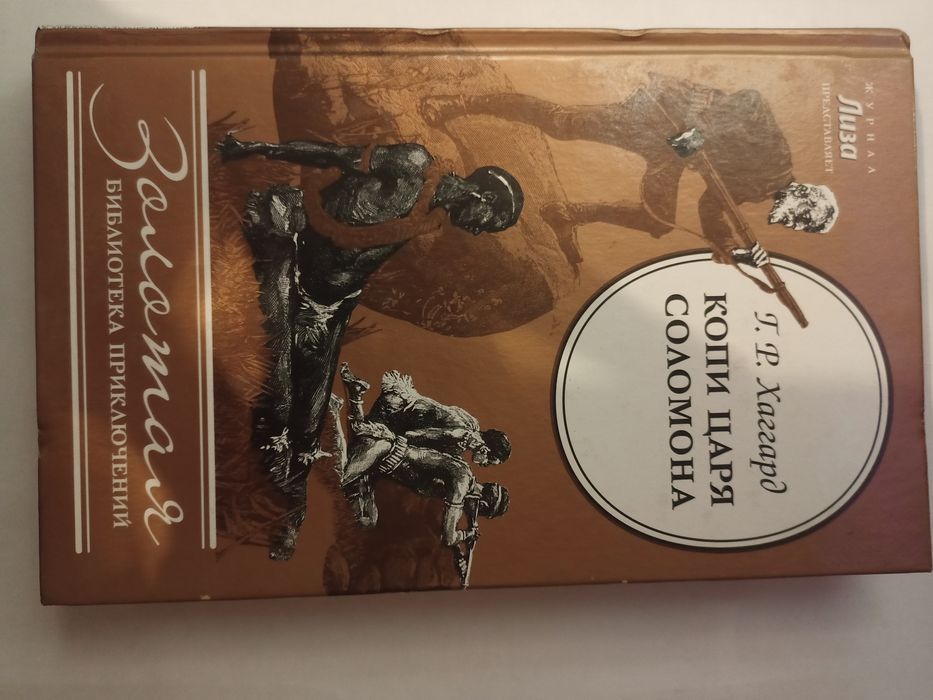 ЖУРНАЛ
Лиза
ПРЕДСТАВЛЯЕТ
Г. Р. Хаггард
КОПИ ЦАРЯ
СОЛОМОНА
Золотая
БИБЛИОТЕКА ПРИКЛЮЧЕНИЙ